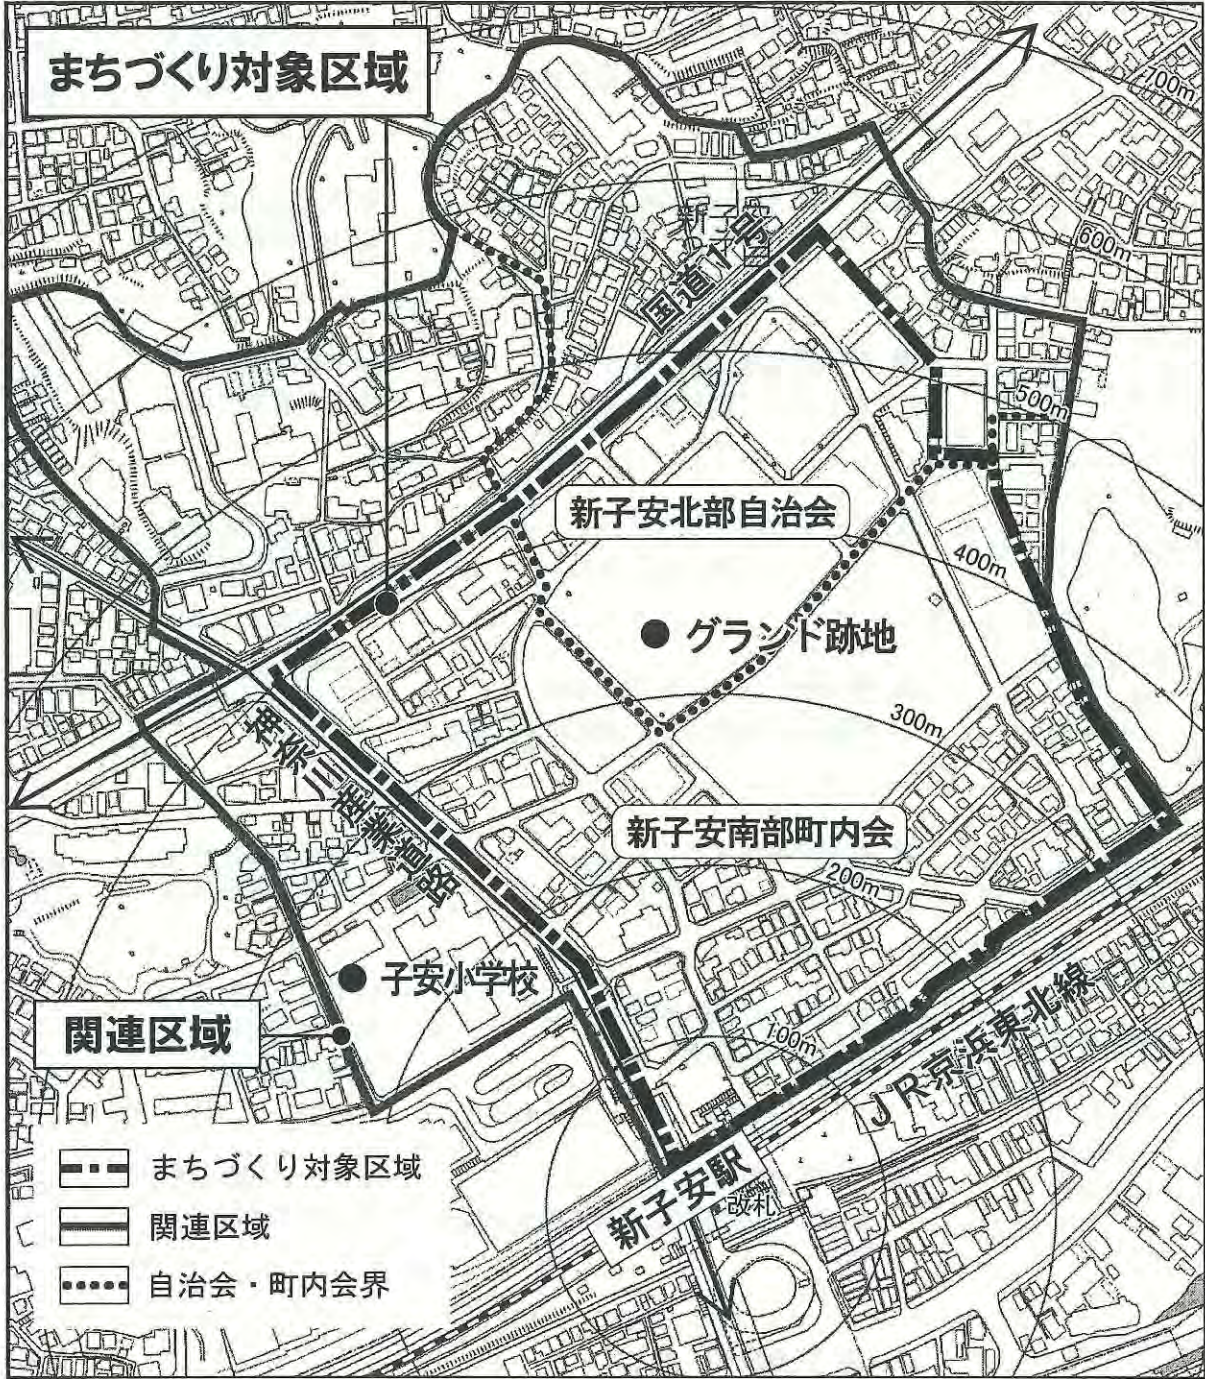 まちづくり対象区域
700m
新子安
国道1号
600m
500m
新子安北部自治会
400m
グランド跡地
300m
神奈川産業道路
新子安南部町内会
200m
子安小学校
関連区域
100m
JR京浜東北線
新子安駅
改札
まちづくり対象区域
関連区域
自治会・町内会界